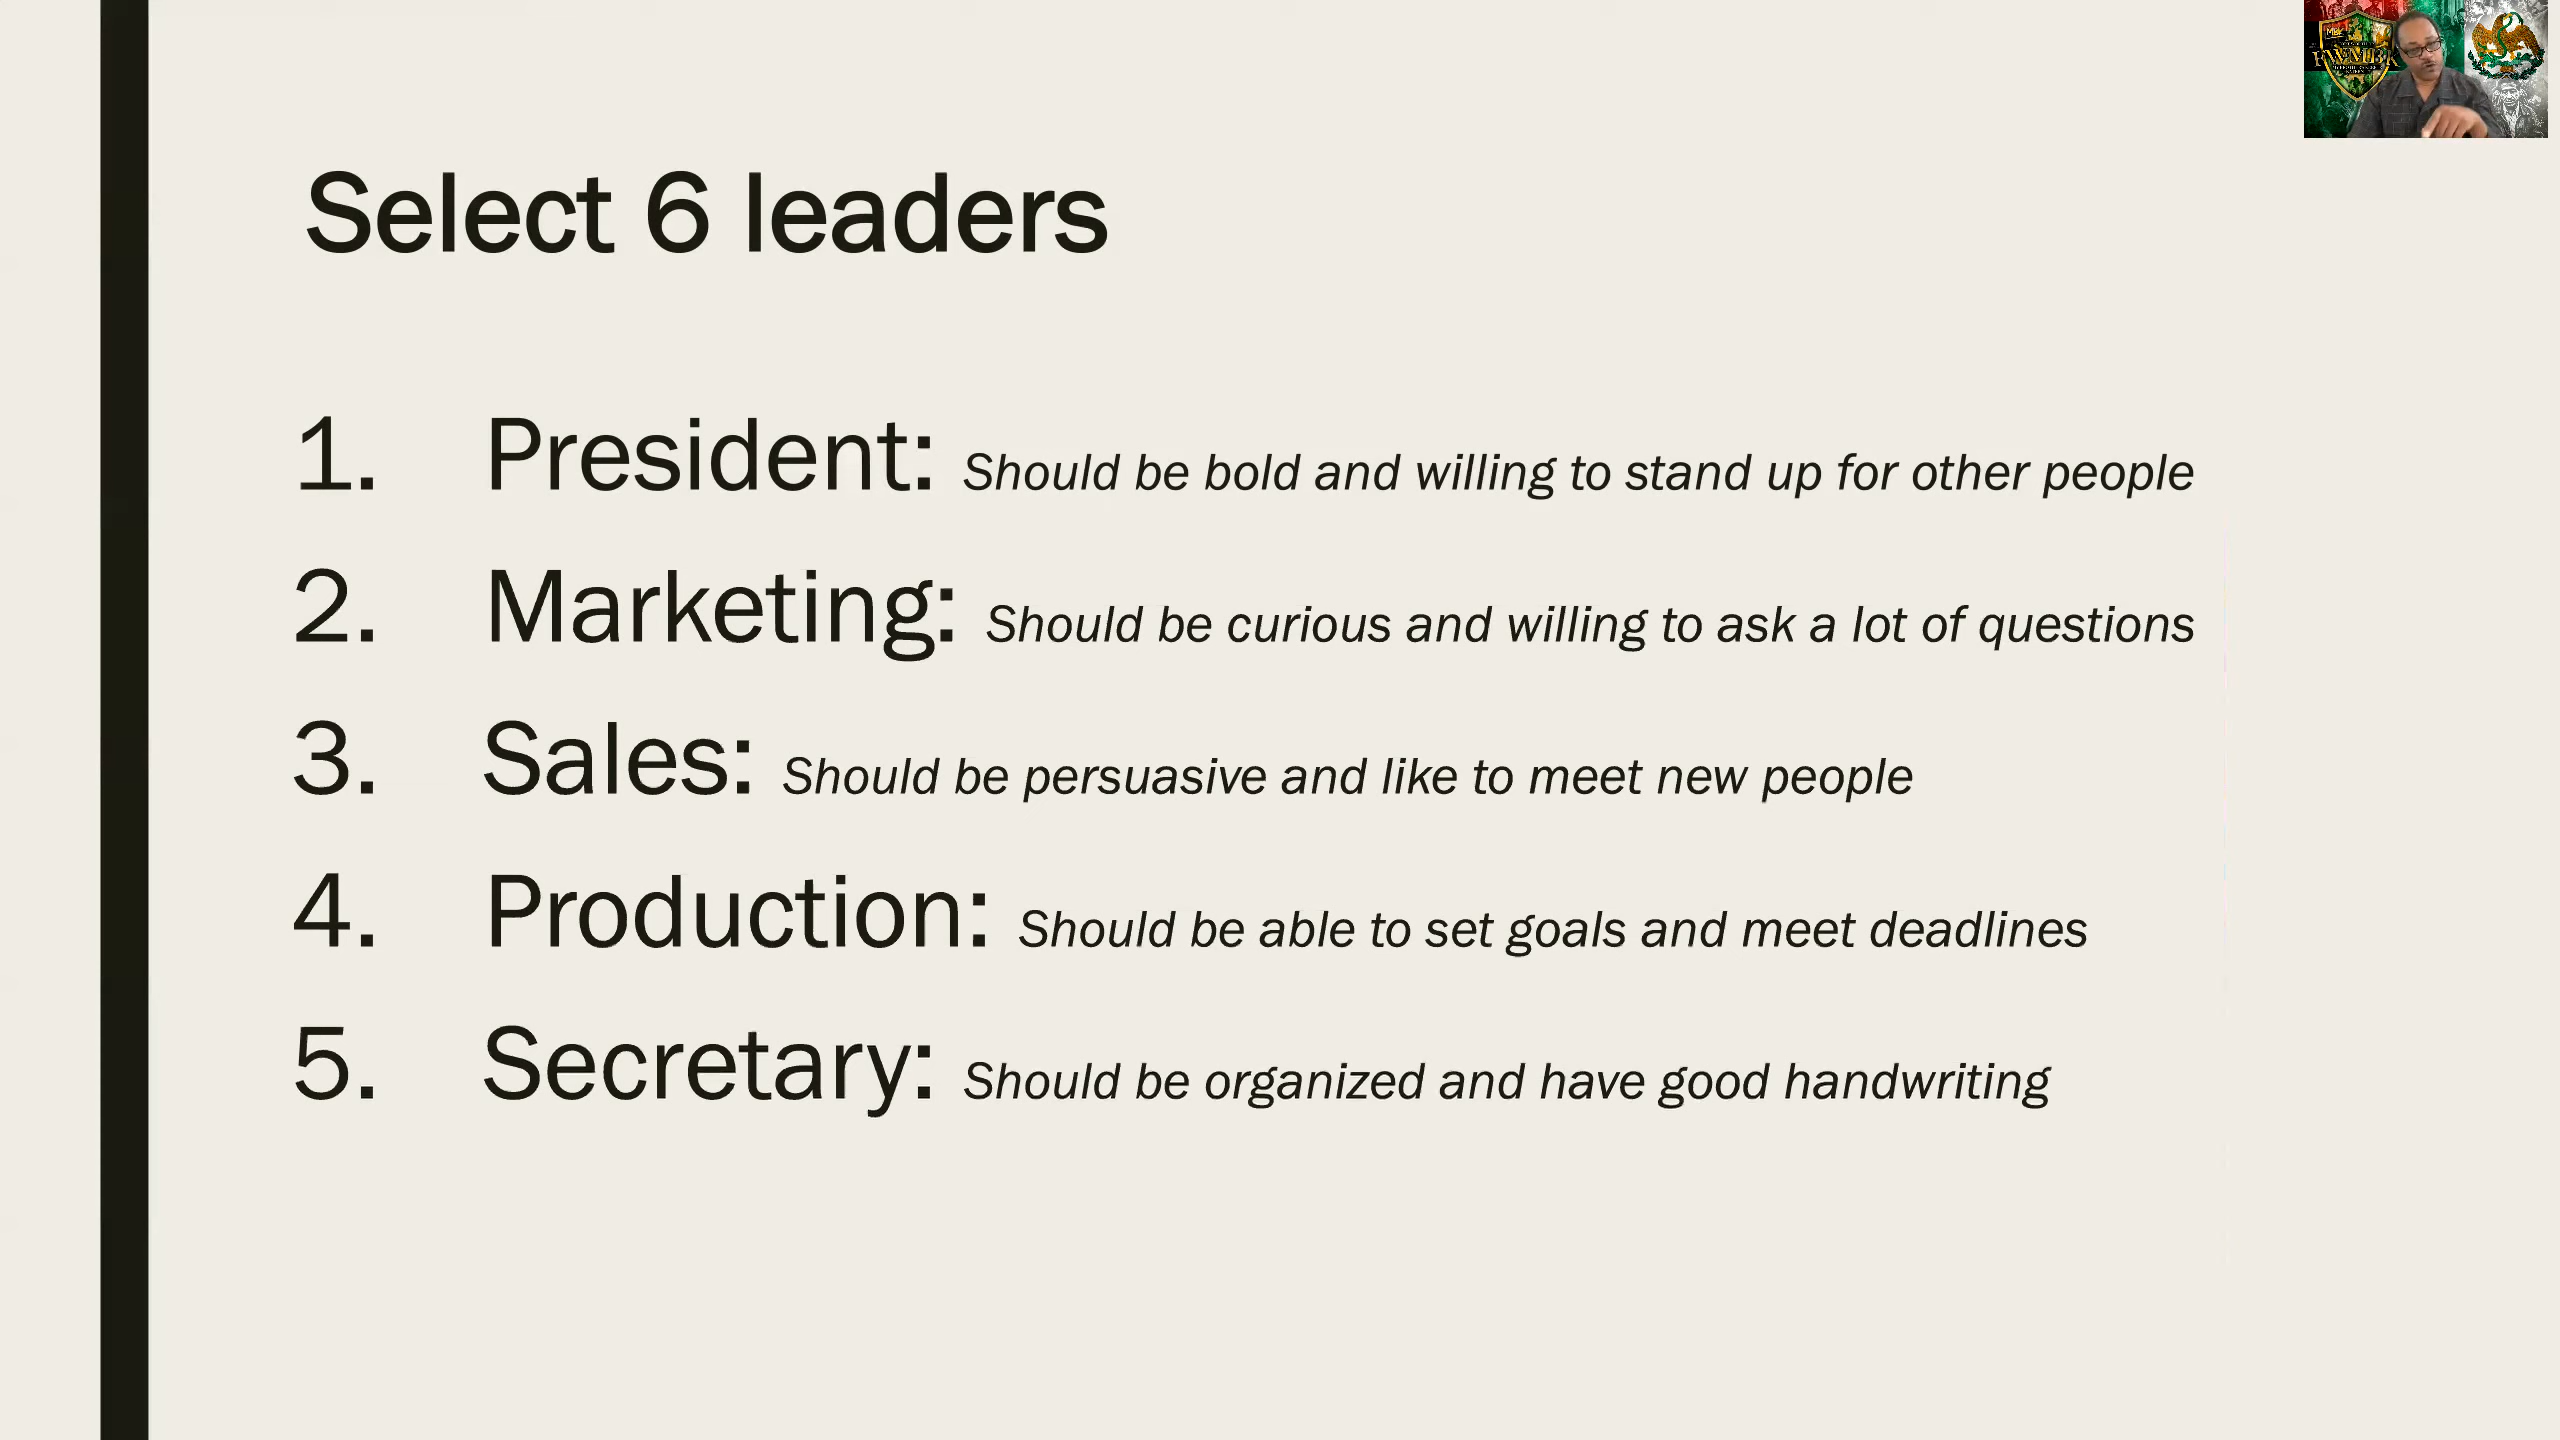 Select 6 leaders
1. President: Should be bold and willing to stand up for other people
2. Marketing: Should be curious and willing to ask a lot of questions
3. Sales: Should be persuasive and like to meet new people
4. Production: Should be able to set goals and meet deadlines
5. Secretary: Should be organized and have good handwriting